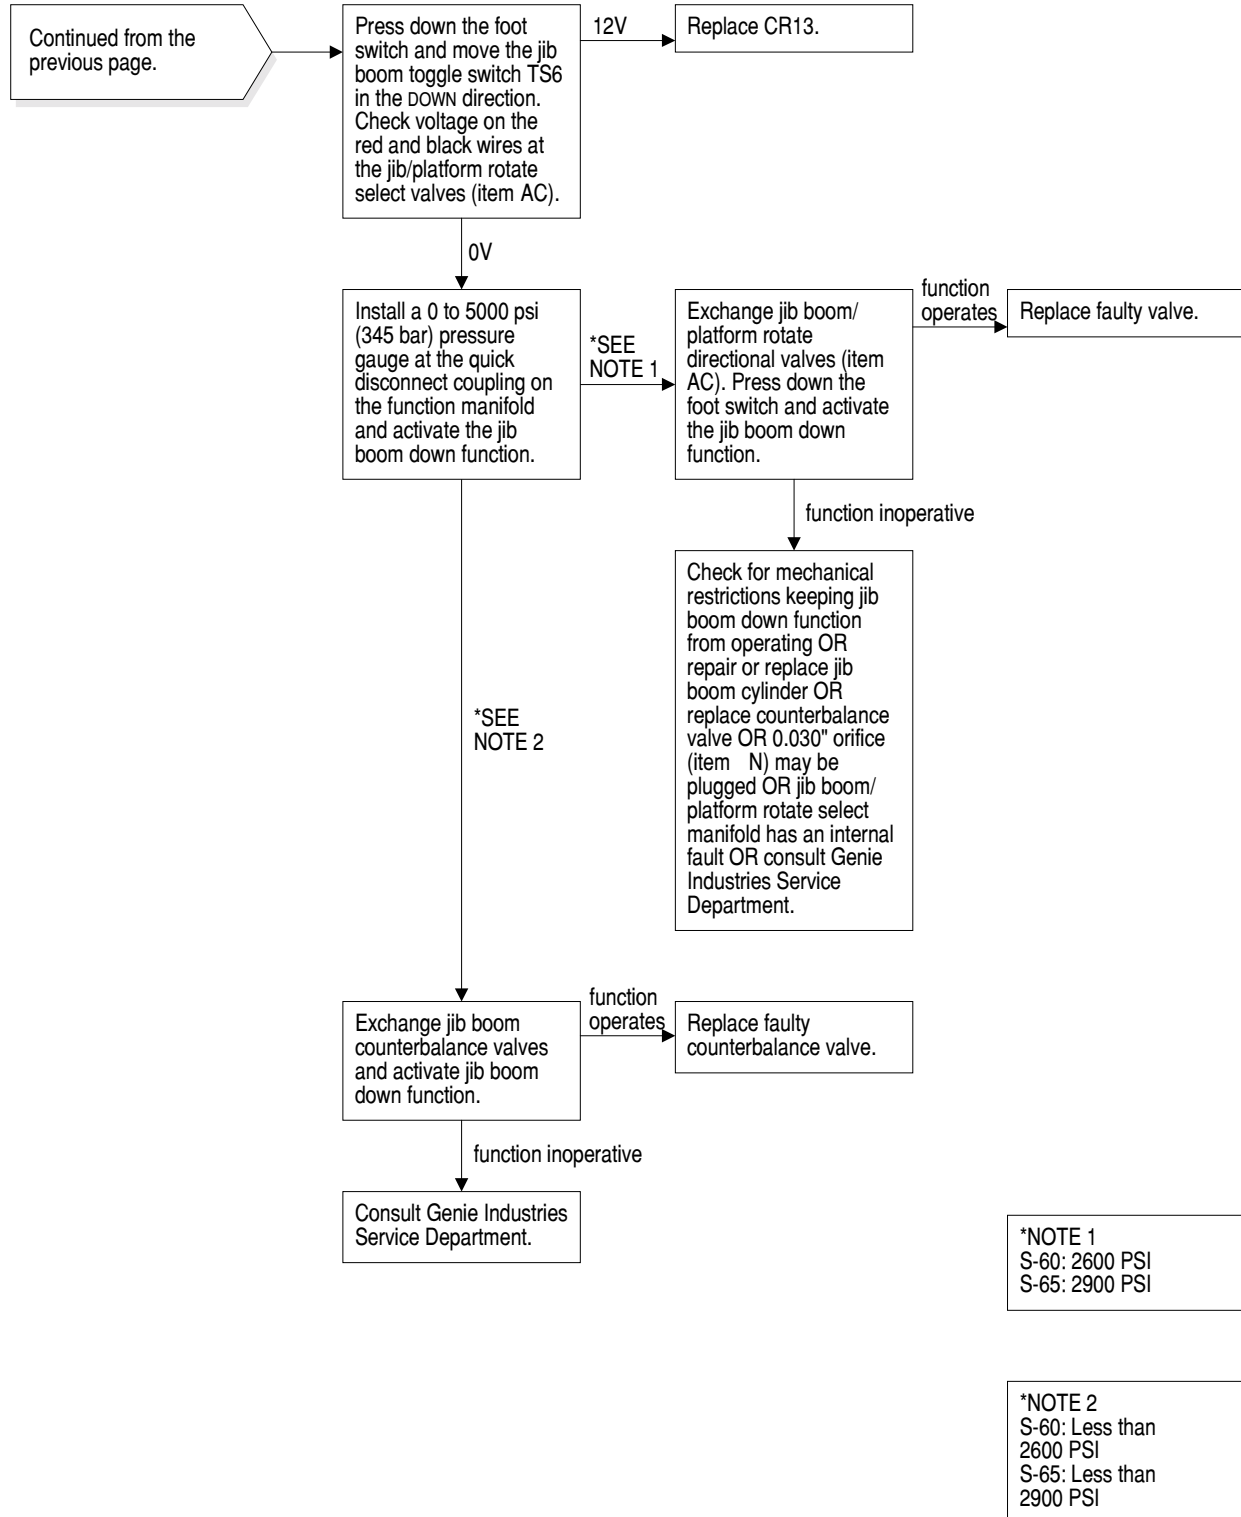 Continued from the
previous page.
Press down the foot
switch and move the jib
boom toggle switch TS6
in the DOWN direction.
Check voltage on the
red and black wires at
the jib/platform rotate
select valves (item AC).
12V
Replace CR13.
0V
Install a 0 to 5000 psi
(345 bar) pressure
gauge at the quick
disconnect coupling on
the function manifold
and activate the jib
boom down function.
*SEE
NOTE 1
Exchange jib boom/
platform rotate
directional valves (item
AC). Press down the
foot switch and activate
the jib boom down
function.
function
operates
Replace faulty valve.
function inoperative
Check for mechanical
restrictions keeping jib
boom down function
from operating OR
repair or replace jib
boom cylinder OR
replace counterbalance
valve OR 0.030" orifice
(item N) may be
plugged OR jib boom/
platform rotate select
manifold has an internal
fault OR consult Genie
Industries Service
Department.
*SEE
NOTE 2
Exchange jib boom
counterbalance valves
and activate jib boom
down function.
function
operates
Replace faulty
counterbalance valve.
function inoperative
Consult Genie Industries
Service Department.
*NOTE 1
S-60: 2600 PSI
S-65: 2900 PSI
*NOTE 2
S-60: Less than
2600 PSI
S-65: Less than
2900 PSI